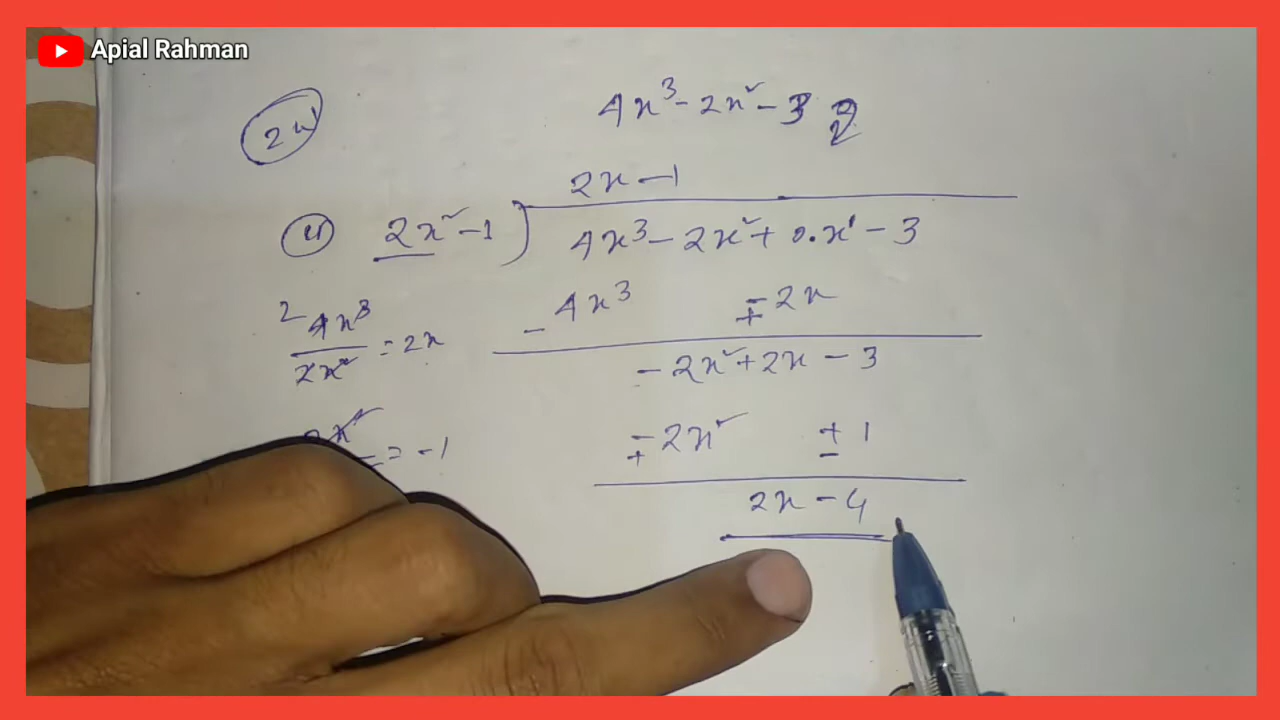 Apial Rahman
4x³ - 2x² - 3
2x - 1
2x² - 1 ) 4x³ - 2x² + 0.x¹ - 3
4x³/2x² = 2x
- 4x³ ∓ 2x
- 2x² + 2x - 3
= -1
∓ 2x² ± 1
2x - 4